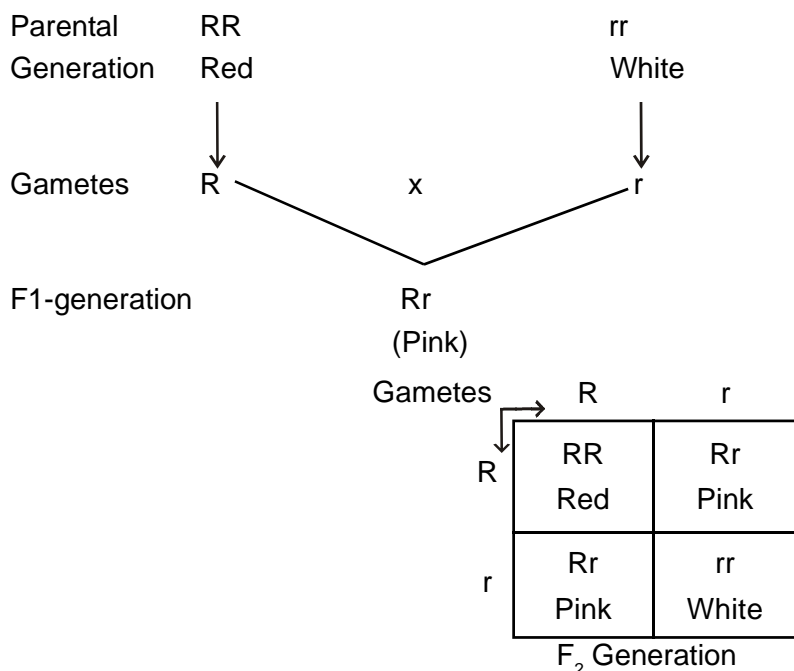 Parental RR rr
Generation Red White
Gametes R x r
F1-generation Rr
(Pink)
Gametes R r
R RR Rr
Red Pink
r Rr rr
Pink White
F₂ Generation